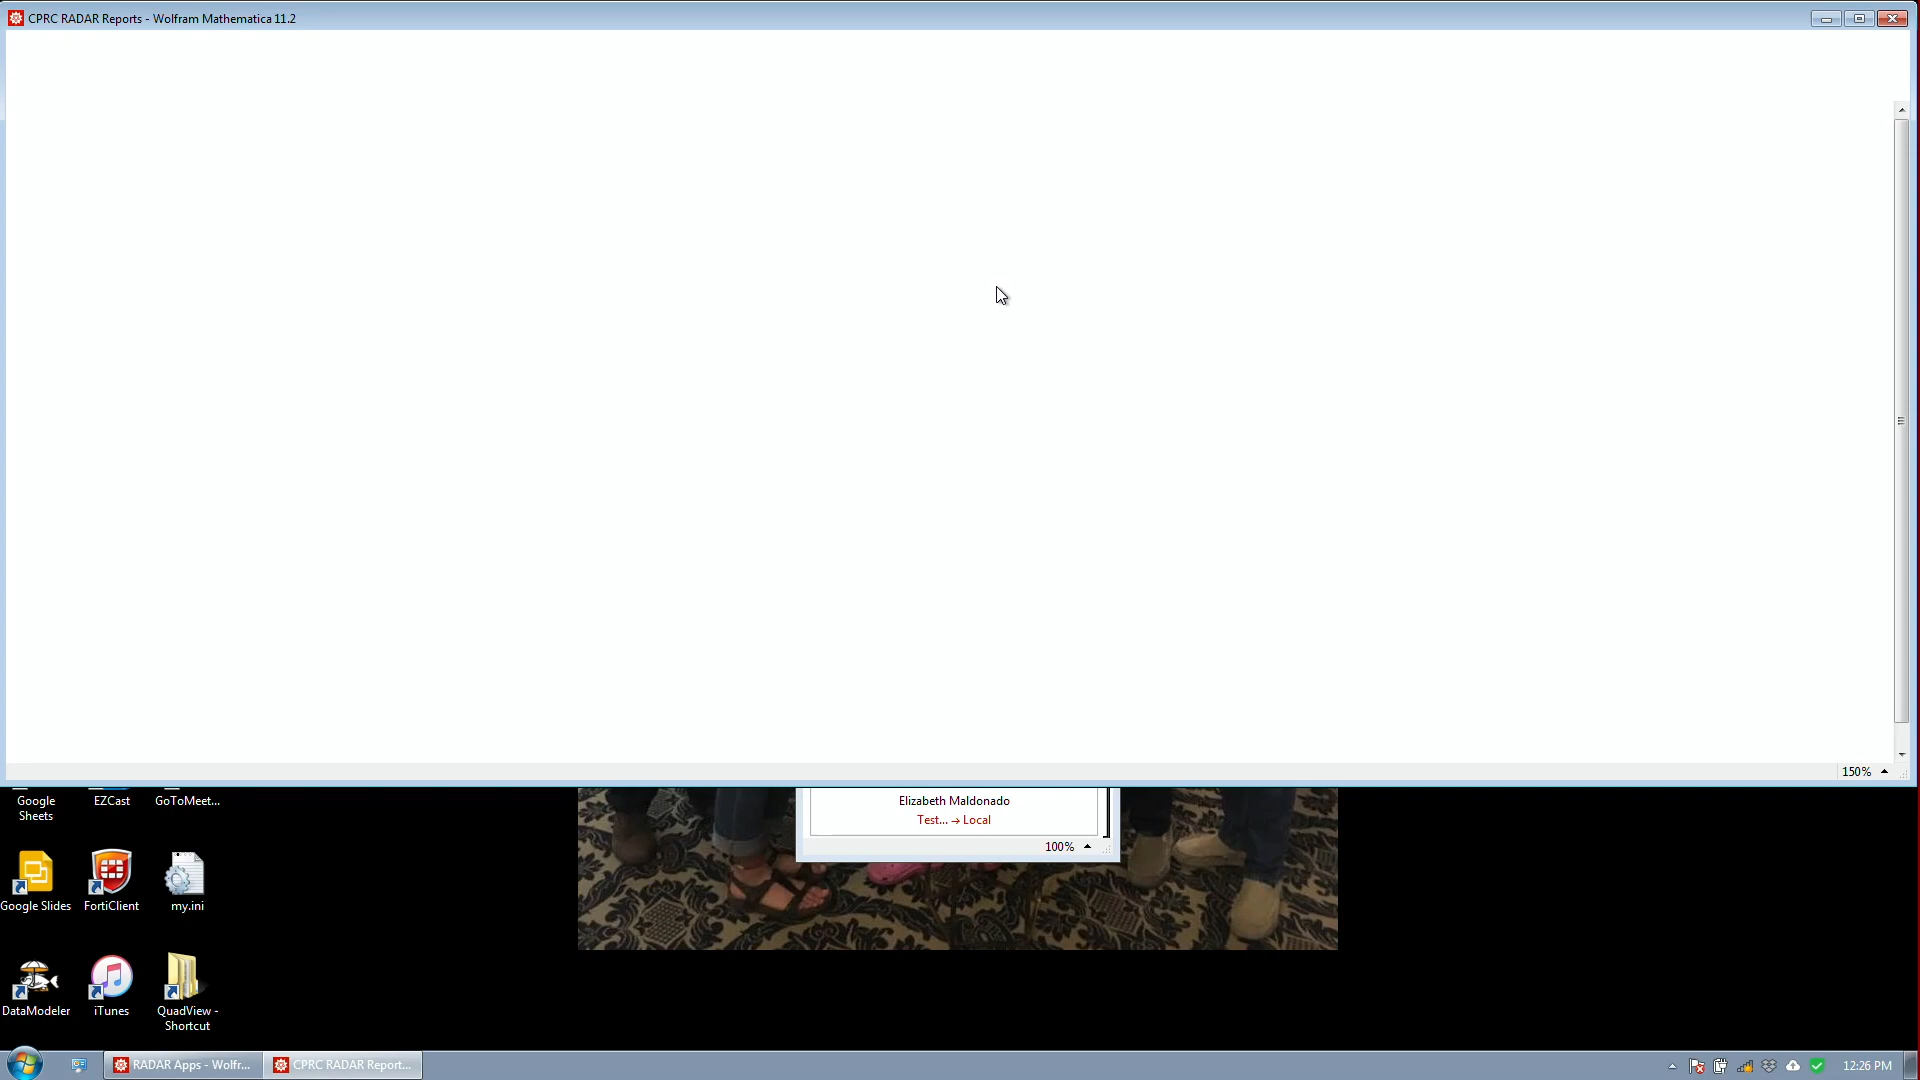 CPRC RADAR Reports - Wolfram Mathematica 11.2
150%
Elizabeth Maldonado
Test... → Local
100%
Google Sheets
EZCast
GoToMeet...
Google Slides
FortiClient
my.ini
DataModeler
iTunes
QuadView - Shortcut
RADAR Apps - Wolfr...
CPRC RADAR Report...
12:26 PM